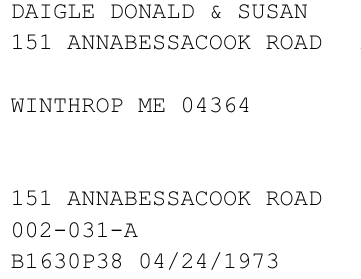 DAIGLE DONALD & SUSAN
151 ANNABESSACOOK ROAD
WINTHROP ME 04364
151 ANNABESSACOOK ROAD
002-031-A
B1630P38 04/24/1973